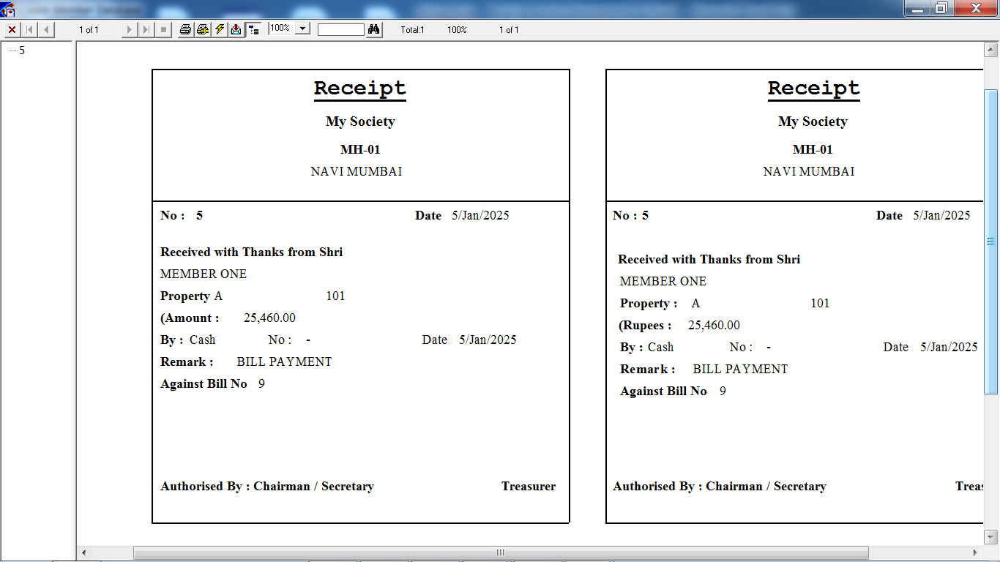 1 of 1
100%
Total:1
100%
1 of 1
5
Receipt
My Society
MH-01
NAVI MUMBAI
No : 5
Date 5/Jan/2025
Received with Thanks from Shri
MEMBER ONE
Property A 101
(Amount : 25,460.00
By : Cash No : - Date : 5/Jan/2025
Remark : BILL PAYMENT
Against Bill No 9
Authorised By : Chairman / Secretary
Treasurer
Receipt
My Society
MH-01
NAVI MUMBAI
No : 5
Date 5/Jan/2025
Received with Thanks from Shri
MEMBER ONE
Property : A 101
(Rupees : 25,460.00
By : Cash No : - Date : 5/Jan/2025
Remark : BILL PAYMENT
Against Bill No 9
Authorised By : Chairman / Secretary
Treas